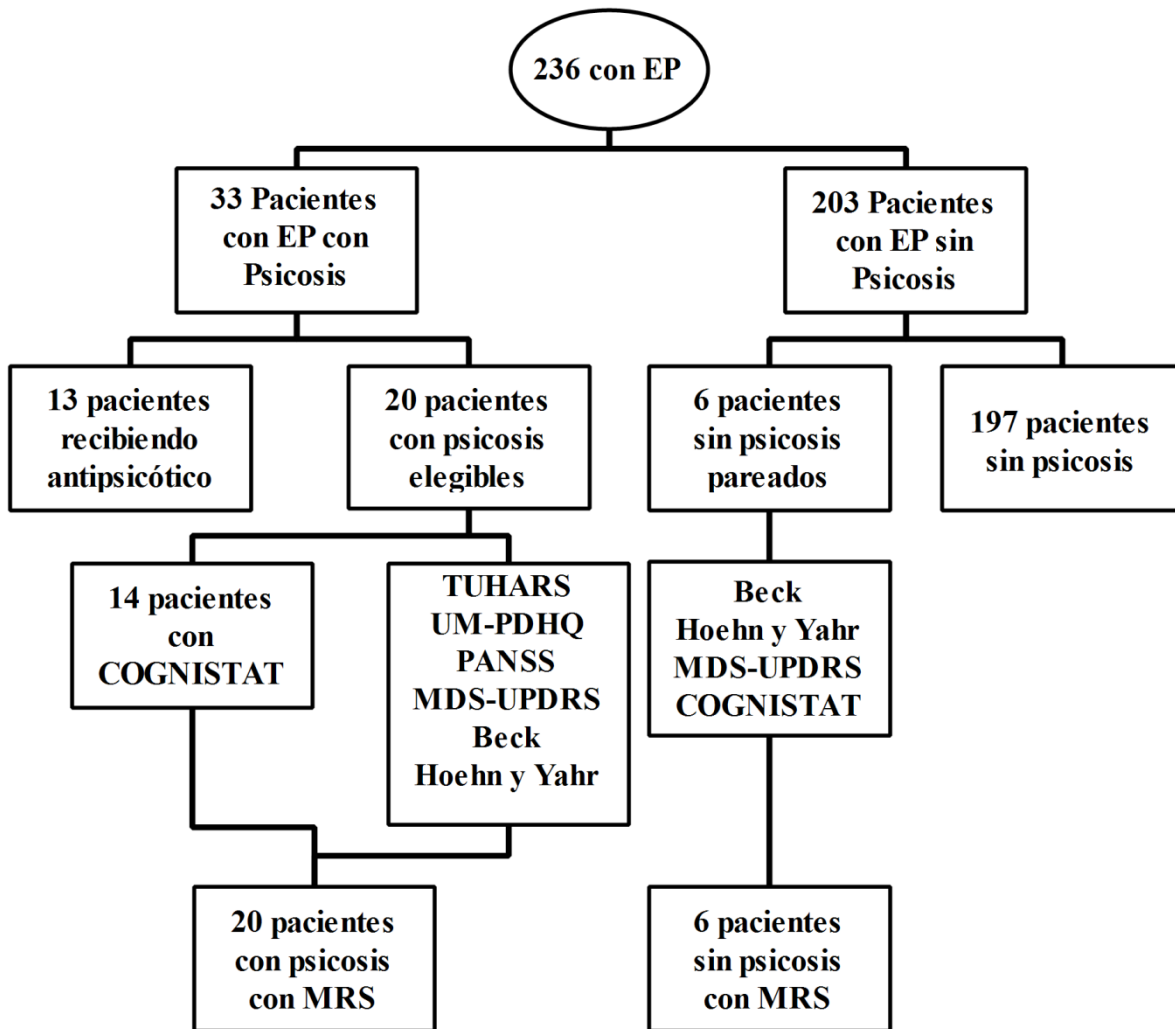 236 con EP
33 Pacientes
con EP con
Psicosis
203 Pacientes
con EP sin
Psicosis
13 pacientes
recibiendo
antipsicótico
20 pacientes
con psicosis
elegibles
6 pacientes
sin psicosis
pareados
197 pacientes
sin psicosis
14 pacientes
con
COGNISTAT
TUHARS
UM-PDHQ
PANSS
MDS-UPDRS
Beck
Hoehn y Yahr
Beck
Hoehn y Yahr
MDS-UPDRS
COGNISTAT
20 pacientes
con psicosis
con MRS
6 pacientes
sin psicosis
con MRS